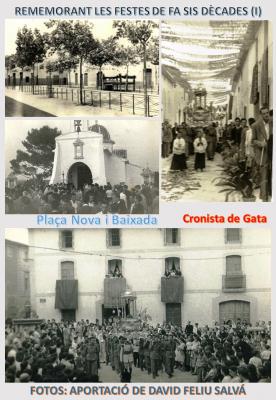 REMEMORANT LES FESTES DE FA SIS DÈCADES (I)
Plaça Nova i Baixada
Cronista de Gata
FOTOS: APORTACIÓ DE DAVID FELIU SALVÁ